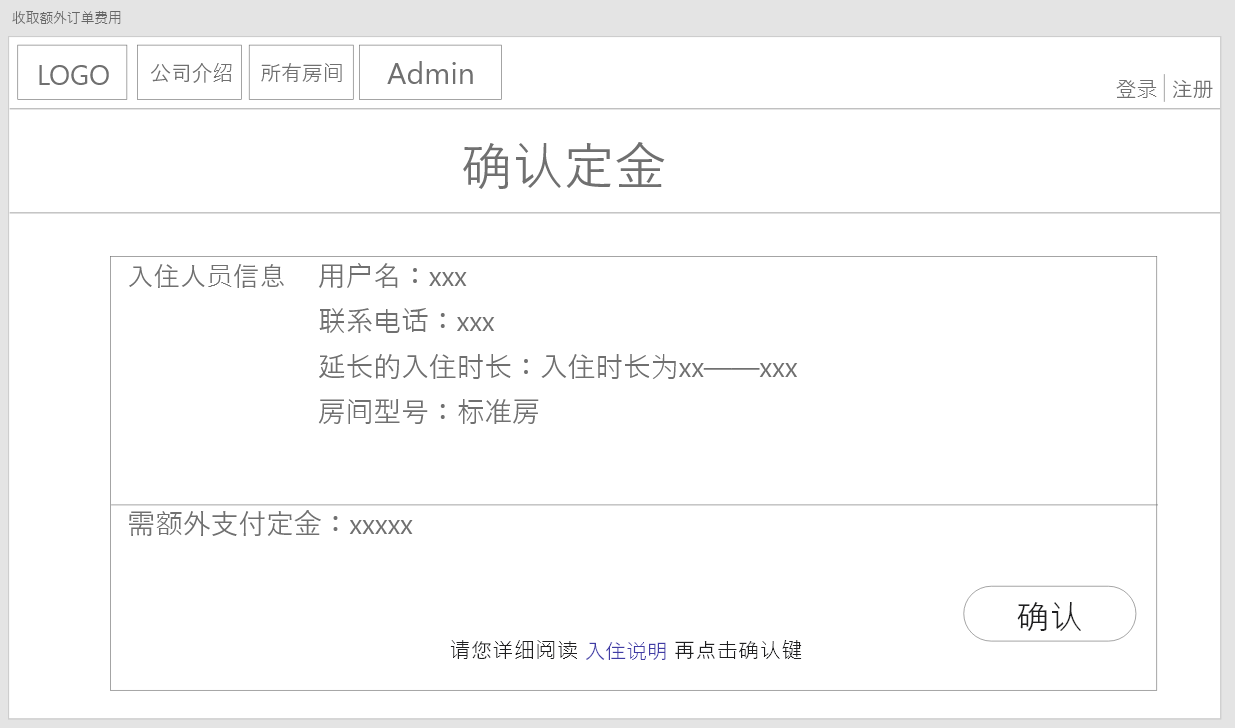 收取额外订单费用
LOGO 公司介绍 所有房间 Admin
登录 注册
确认定金
入住人员信息 用户名：xxx
联系电话：xxx
延长的入住时长：入住时长为xx——xxx
房间型号：标准房
需额外支付定金：xxxxx
确认
请您详细阅读 入住说明 再点击确认键